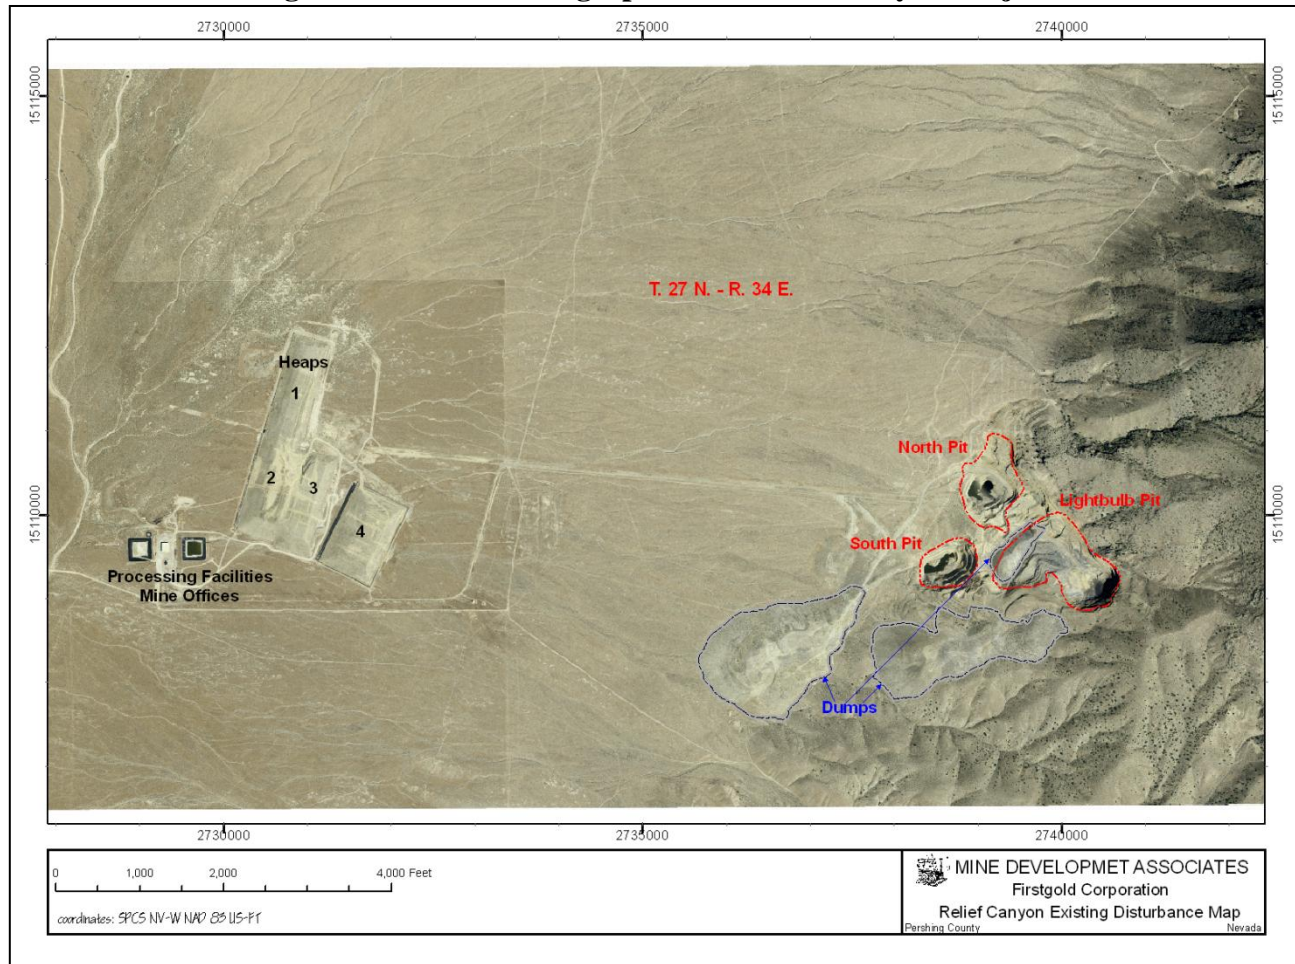 2730000 2735000 2740000
15115000 15115000
T. 27 N. - R. 34 E.
Heaps
1
North Pit
2
3
Lightbulb Pit
15110000 15110000
4
South Pit
Processing Facilities
Mine Offices
Dumps
2730000 2735000 2740000
0 1,000 2,000 4,000 Feet
coordinates: SPCS NV-W NAD 83 US-FT
MINE DEVELOPMET ASSOCIATES
Firstgold Corporation
Relief Canyon Existing Disturbance Map
Pershing County Nevada